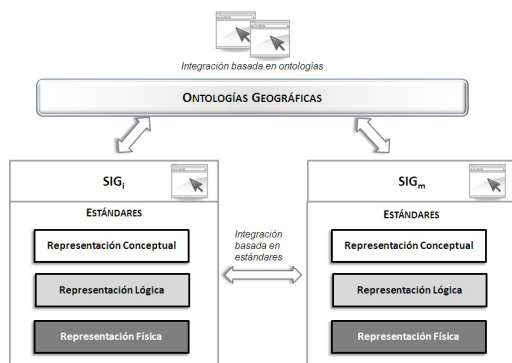 Integración basada en ontologías
ONTOLOGÍAS GEOGRÁFICAS
SIGi
ESTÁNDARES
Representación Conceptual
Representación Lógica
Representación Física
Integración
basada en
estándares
SIGm
ESTÁNDARES
Representación Conceptual
Representación Lógica
Representación Física